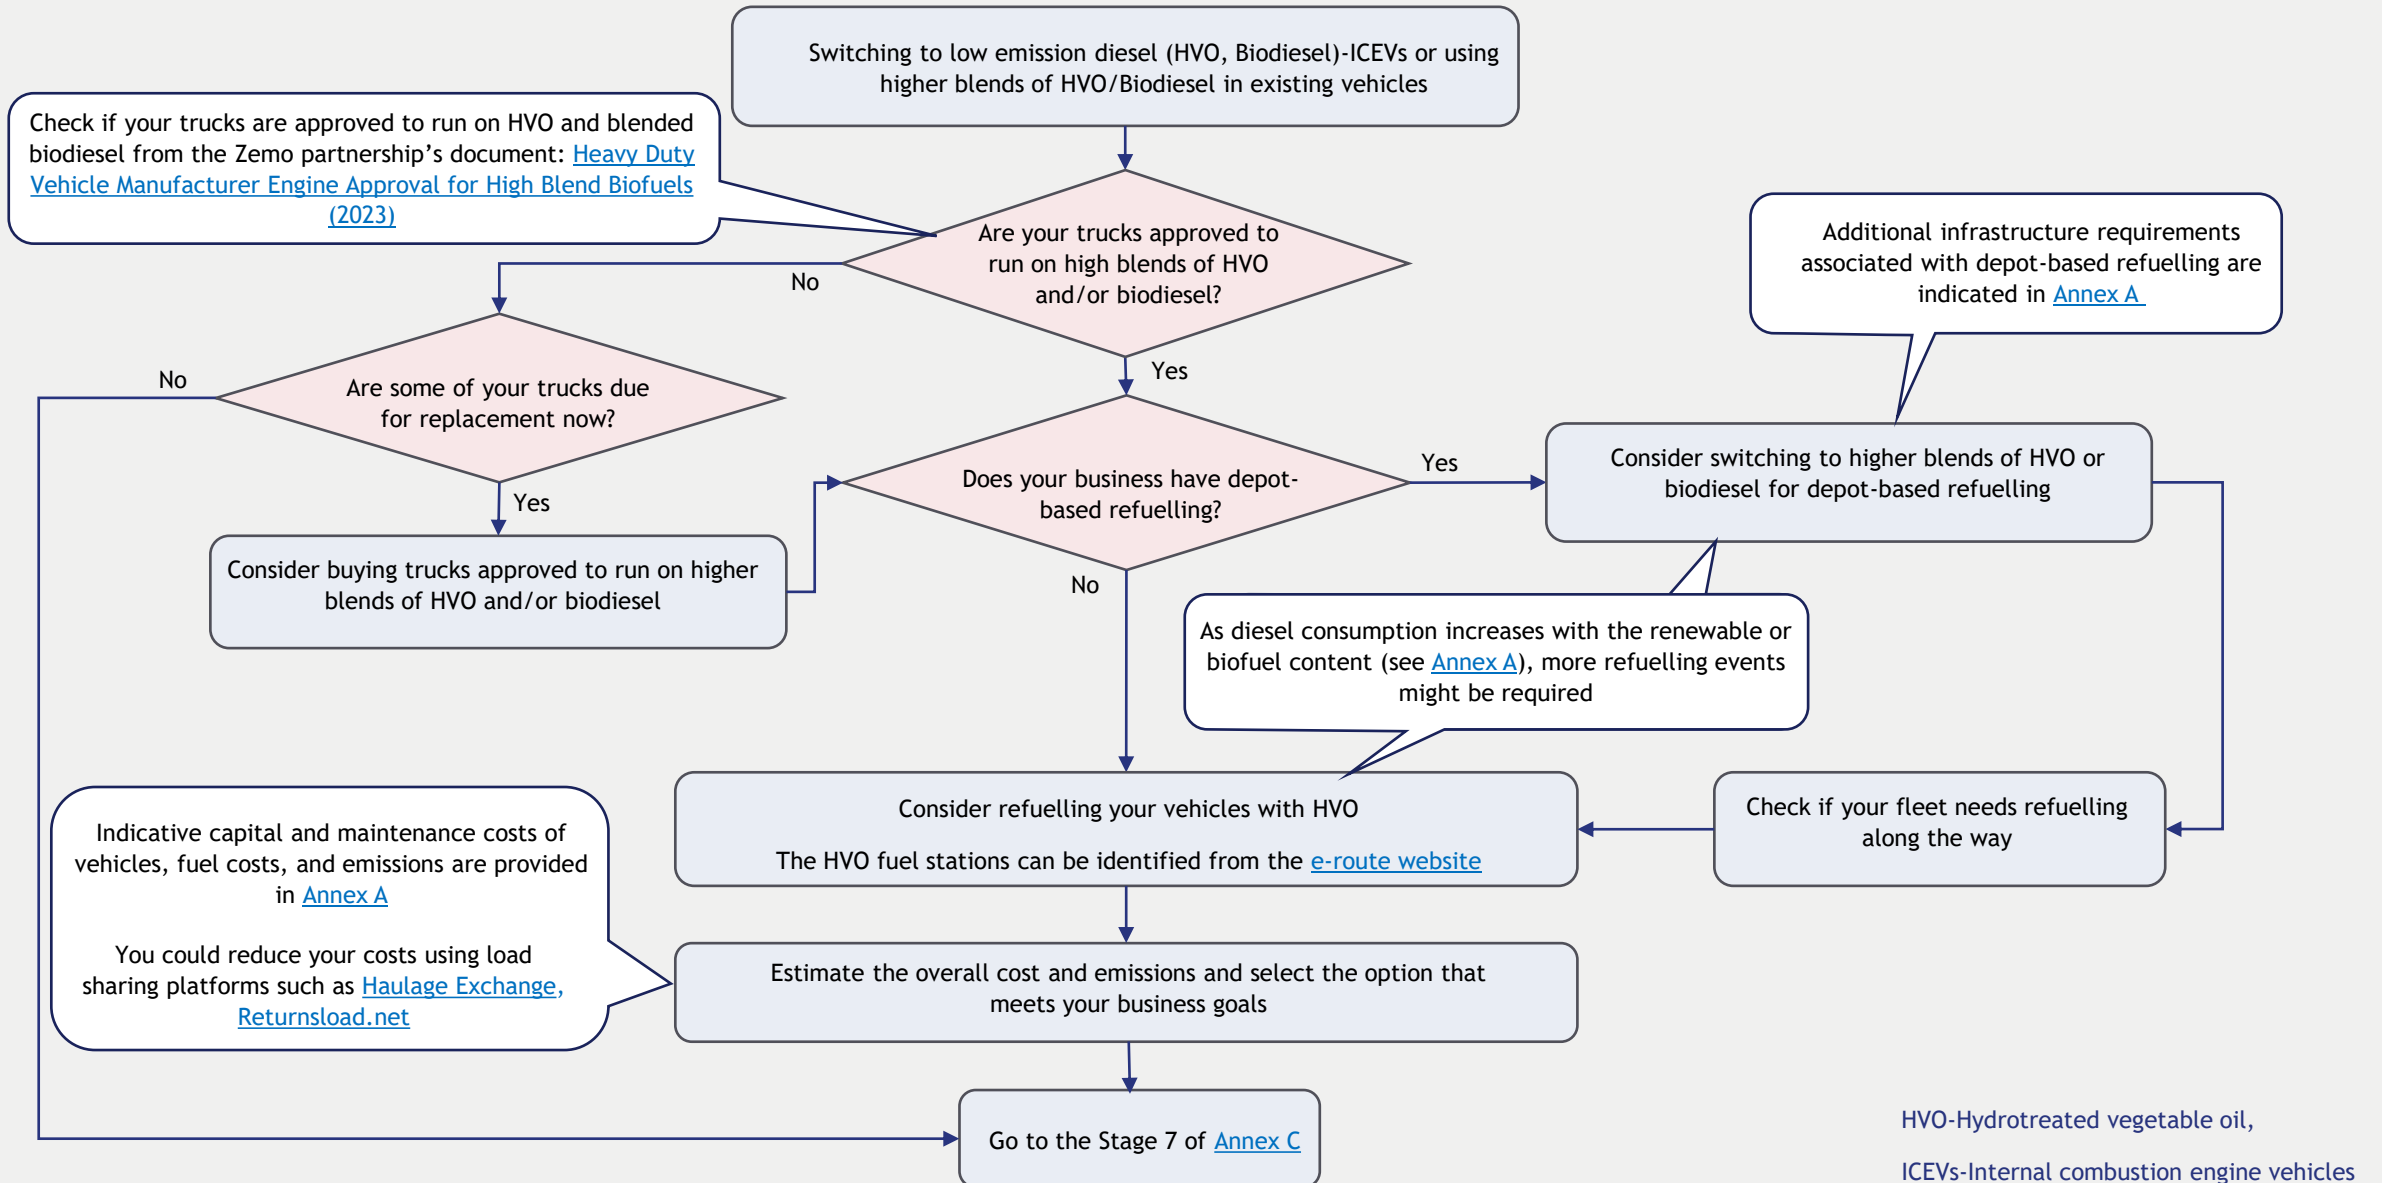 Switching to low emission diesel (HVO, Biodiesel)-ICEVs or using
higher blends of HVO/Biodiesel in existing vehicles
Check if your trucks are approved to run on HVO and blended
biodiesel from the Zemo partnership’s document: Heavy Duty
Vehicle Manufacturer Engine Approval for High Blend Biofuels
(2023)
Are your trucks approved to
run on high blends of HVO
and/or biodiesel?
No
Yes
Additional infrastructure requirements
associated with depot-based refuelling are
indicated in Annex A
Are some of your trucks due
for replacement now?
No
Yes
Does your business have depot-
based refuelling?
Yes
No
Consider switching to higher blends of HVO or
biodiesel for depot-based refuelling
Consider buying trucks approved to run on higher
blends of HVO and/or biodiesel
As diesel consumption increases with the renewable or
biofuel content (see Annex A), more refuelling events
might be required
Consider refuelling your vehicles with HVO
The HVO fuel stations can be identified from the e-route website
Check if your fleet needs refuelling
along the way
Indicative capital and maintenance costs of
vehicles, fuel costs, and emissions are provided
in Annex A
You could reduce your costs using load
sharing platforms such as Haulage Exchange,
Returnsload.net
Estimate the overall cost and emissions and select the option that
meets your business goals
Go to the Stage 7 of Annex C
HVO-Hydrotreated vegetable oil,
ICEVs-Internal combustion engine vehicles